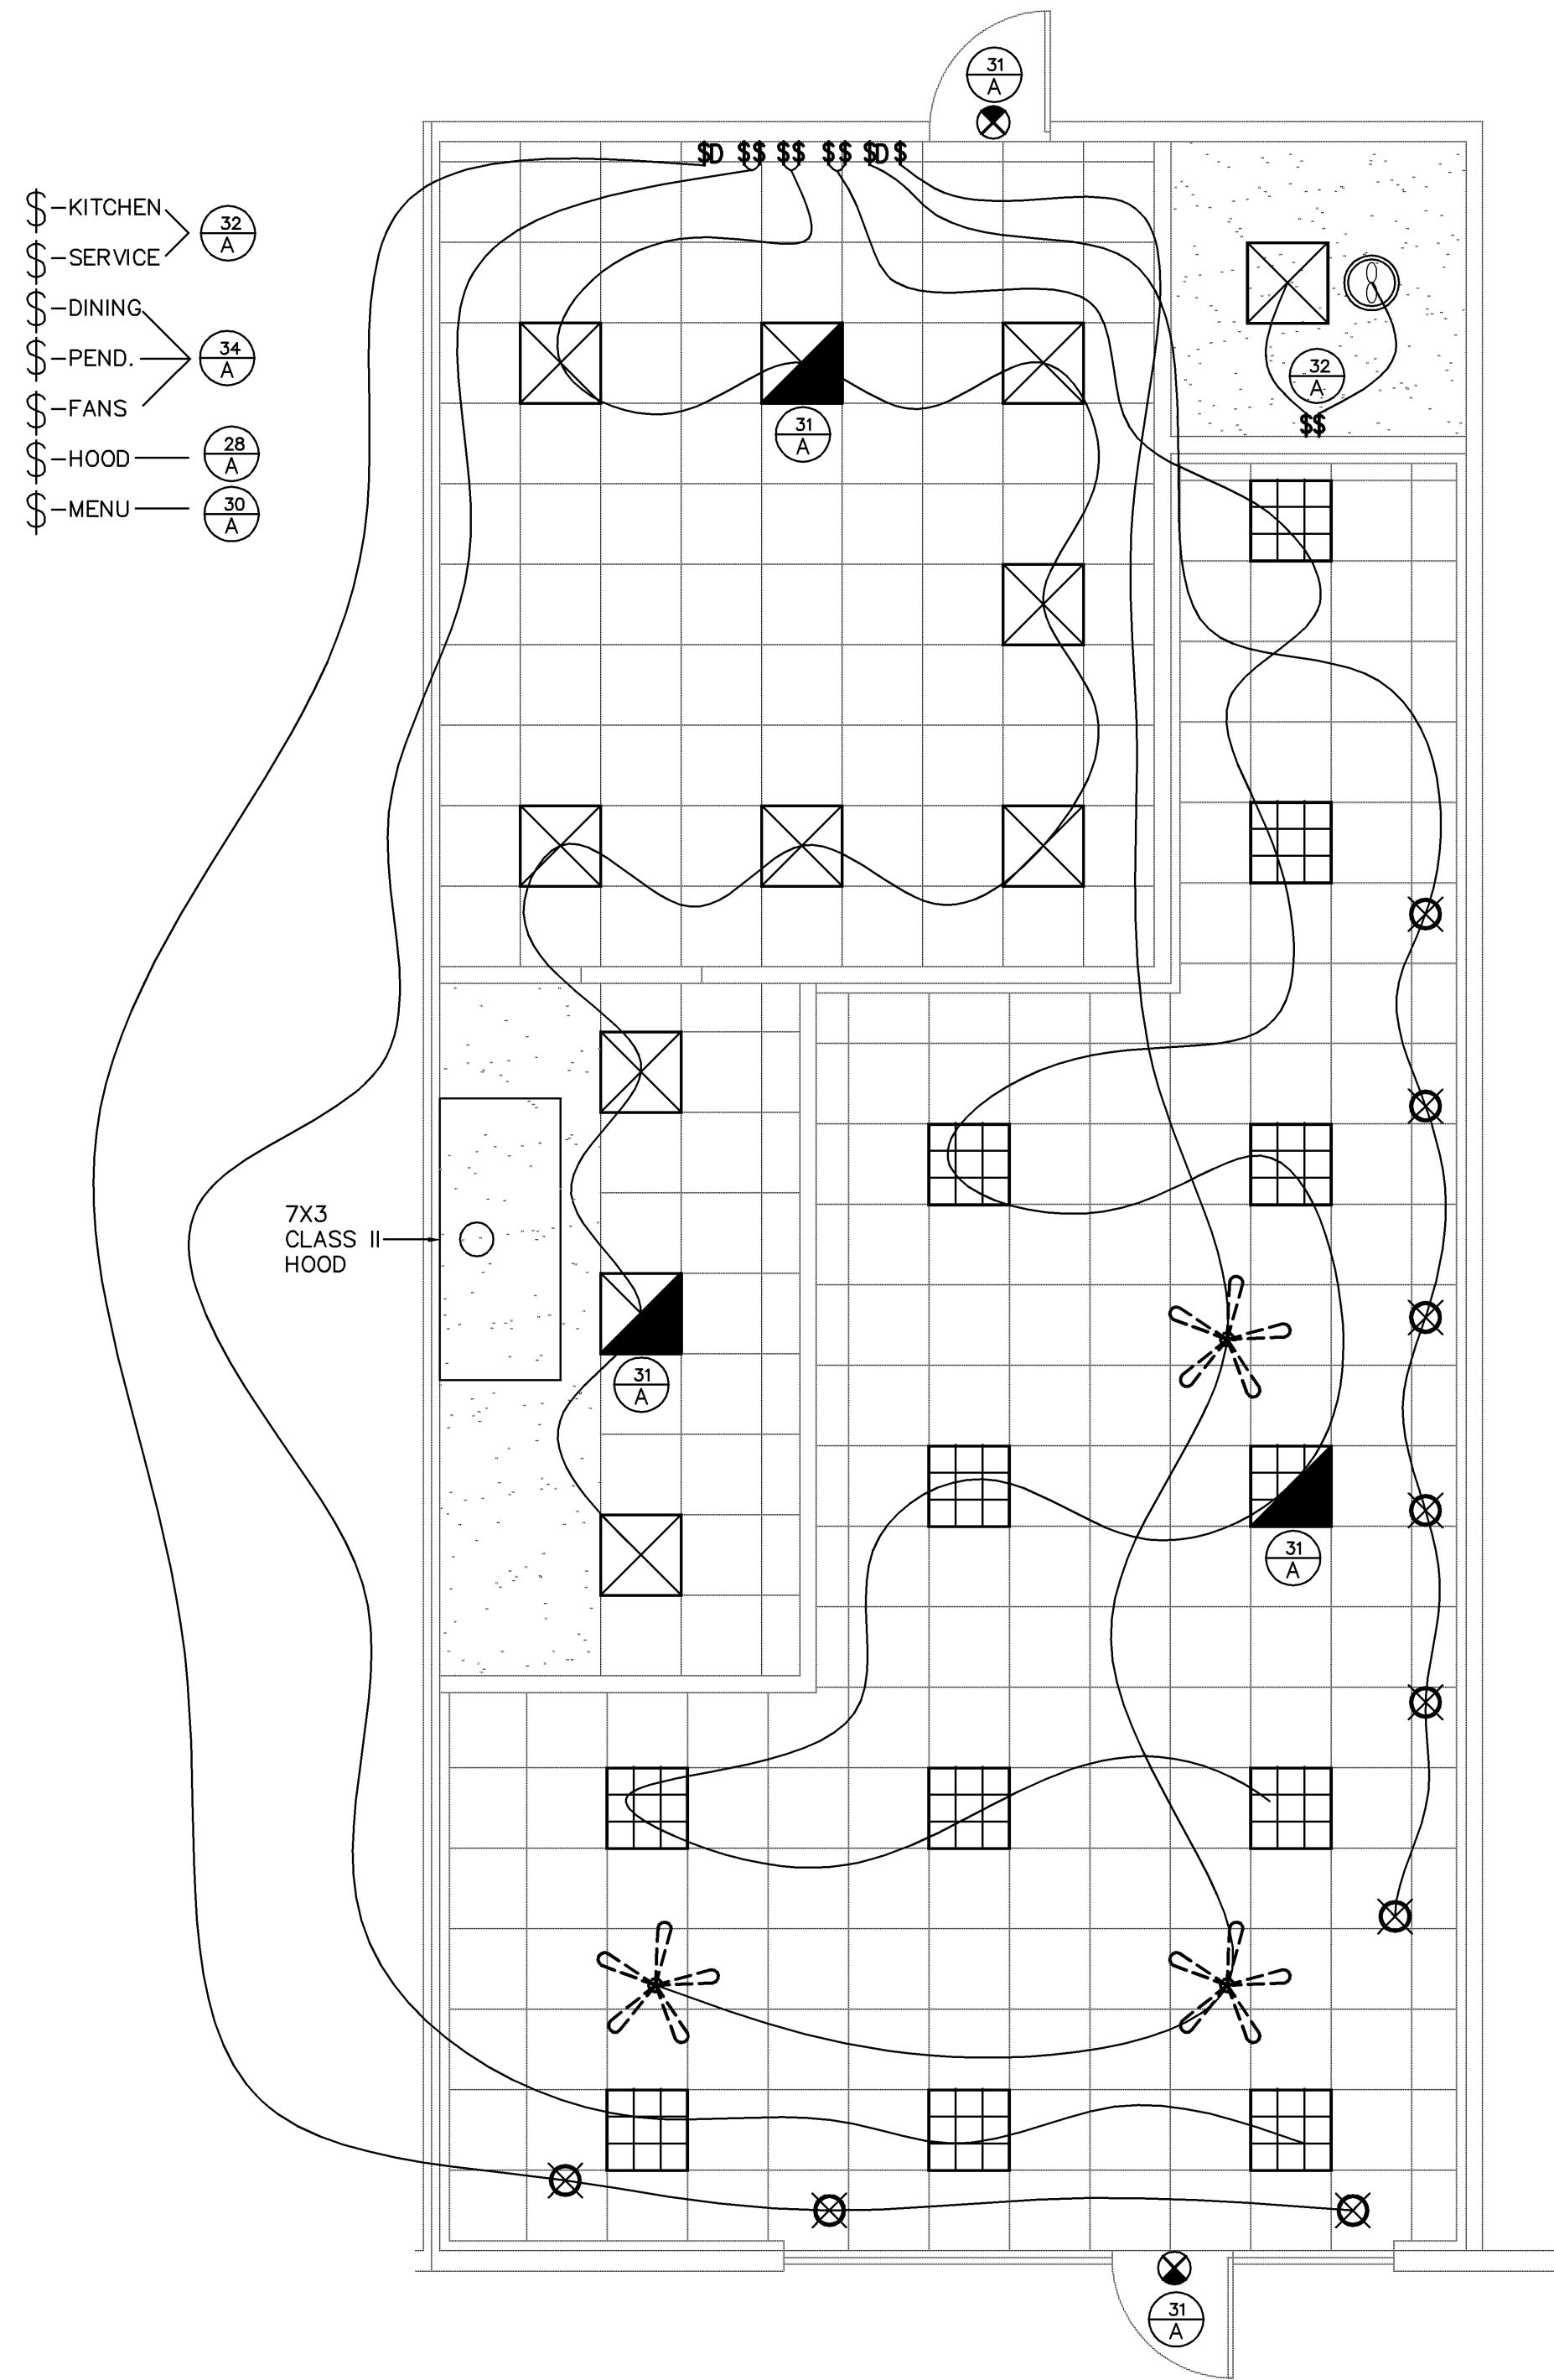 31
A
$D $$ $$ $$ $D $
$-KITCHEN
32
A
$-SERVICE
$-DINING
$-PEND.
34
A
$-FANS
$-HOOD
28
A
$-MENU
30
A
32
A
$$
31
A
7X3
CLASS II
HOOD
31
A
31
A
31
A